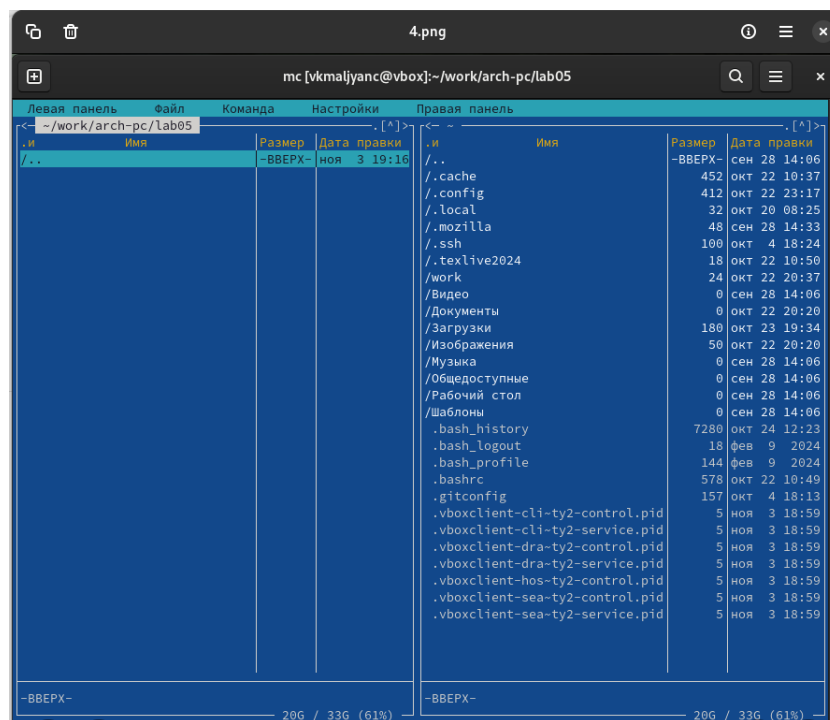 4.png
mc [vkmaljyanc@vbox]:~/work/arch-pc/lab05
Левая панель Файл Команда Настройки Правая панель
<─ ~/work/arch-pc/lab05 .[^]>
.и Имя Размер Дата правки
/.. -ВВЕРХ- ноя 3 19:16
-ВВЕРХ-
20G / 33G (61%)
<─ ~ .[^]>
.и Имя Размер Дата правки
/.. -ВВЕРХ- сен 28 14:06
/.cache 452 окт 22 10:37
/.config 412 окт 22 23:17
/.local 32 окт 20 08:25
/.mozilla 48 сен 28 14:33
/.ssh 100 окт 4 18:24
/.texlive2024 18 окт 22 10:50
/work 24 окт 22 20:37
/Видео 0 сен 28 14:06
/Документы 0 окт 22 20:20
/Загрузки 180 окт 23 19:34
/Изображения 50 окт 22 20:20
/Музыка 0 сен 28 14:06
/Общедоступные 0 сен 28 14:06
/Рабочий стол 0 сен 28 14:06
/Шаблоны 0 сен 28 14:06
.bash_history 7280 окт 24 12:23
.bash_logout 18 фев 9 2024
.bash_profile 144 фев 9 2024
.bashrc 578 окт 22 10:49
.gitconfig 157 окт 4 18:13
.vboxclient-cli~ty2-control.pid 5 ноя 3 18:59
.vboxclient-cli~ty2-service.pid 5 ноя 3 18:59
.vboxclient-dra~ty2-control.pid 5 ноя 3 18:59
.vboxclient-dra~ty2-service.pid 5 ноя 3 18:59
.vboxclient-hos~ty2-control.pid 5 ноя 3 18:59
.vboxclient-sea~ty2-control.pid 5 ноя 3 18:59
.vboxclient-sea~ty2-service.pid 5 ноя 3 18:59
-ВВЕРХ-
20G / 33G (61%)